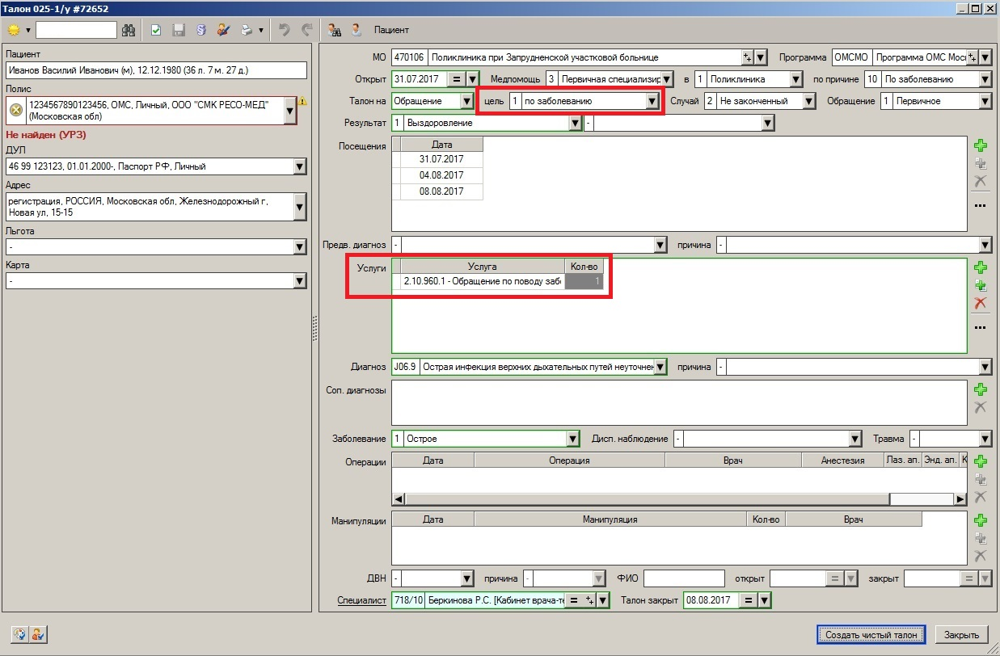 Талон 025-1/у #72652
Пациент
Пациент
Иванов Василий Иванович (м), 12.12.1980 (36 л. 7 м. 27 д.)
Полис
1234567890123456, ОМС, Личный, ООО "СМК РЕСО-МЕД"
(Московская обл)
Не найден (УРЗ)
ДУЛ
46 99 123123, 01.01.2000-, Паспорт РФ, Личный
Адрес
регистрация, РОССИЯ, Московская обл, Железнодорожный г,
Новая ул, 15-15
Льгота
-
Карта
-
МО 470106 Поликлиника при Запрудненской участковой больнице Программа ОМСМО Программа ОМС Мос
Открыт 31.07.2017 = Медпомощь 3 Первичная специализир в 1 Поликлиника по причине 10 По заболеванию
Талон на Обращение цель 1 по заболеванию Случай 2 Не законченный Обращение 1 Первичное
Результат 1 Выздоровление -
Посещения Дата
31.07.2017
04.08.2017
08.08.2017
...
Предв. диагноз - причина -
Услуги Услуга Кол-во
2.10.960.1 - Обращение по поводу забо 1
...
Диагноз J06.9 Острая инфекция верхних дыхательных путей неуточнен причина -
Соп. диагнозы
Заболевание 1 Острое Дисп. наблюдение - Травма -
Операции Дата Операция Врач Анестезия Лаз. ап. Энд. ап. К
Манипуляции Дата Манипуляция Кол-во Врач
ДВН - причина - ФИО открыт = закрыт =
Специалист 718/10 Беркинова Р.С. [Кабинет врача-те = Талон закрыт 08.08.2017 =
Создать чистый талон Закрыть